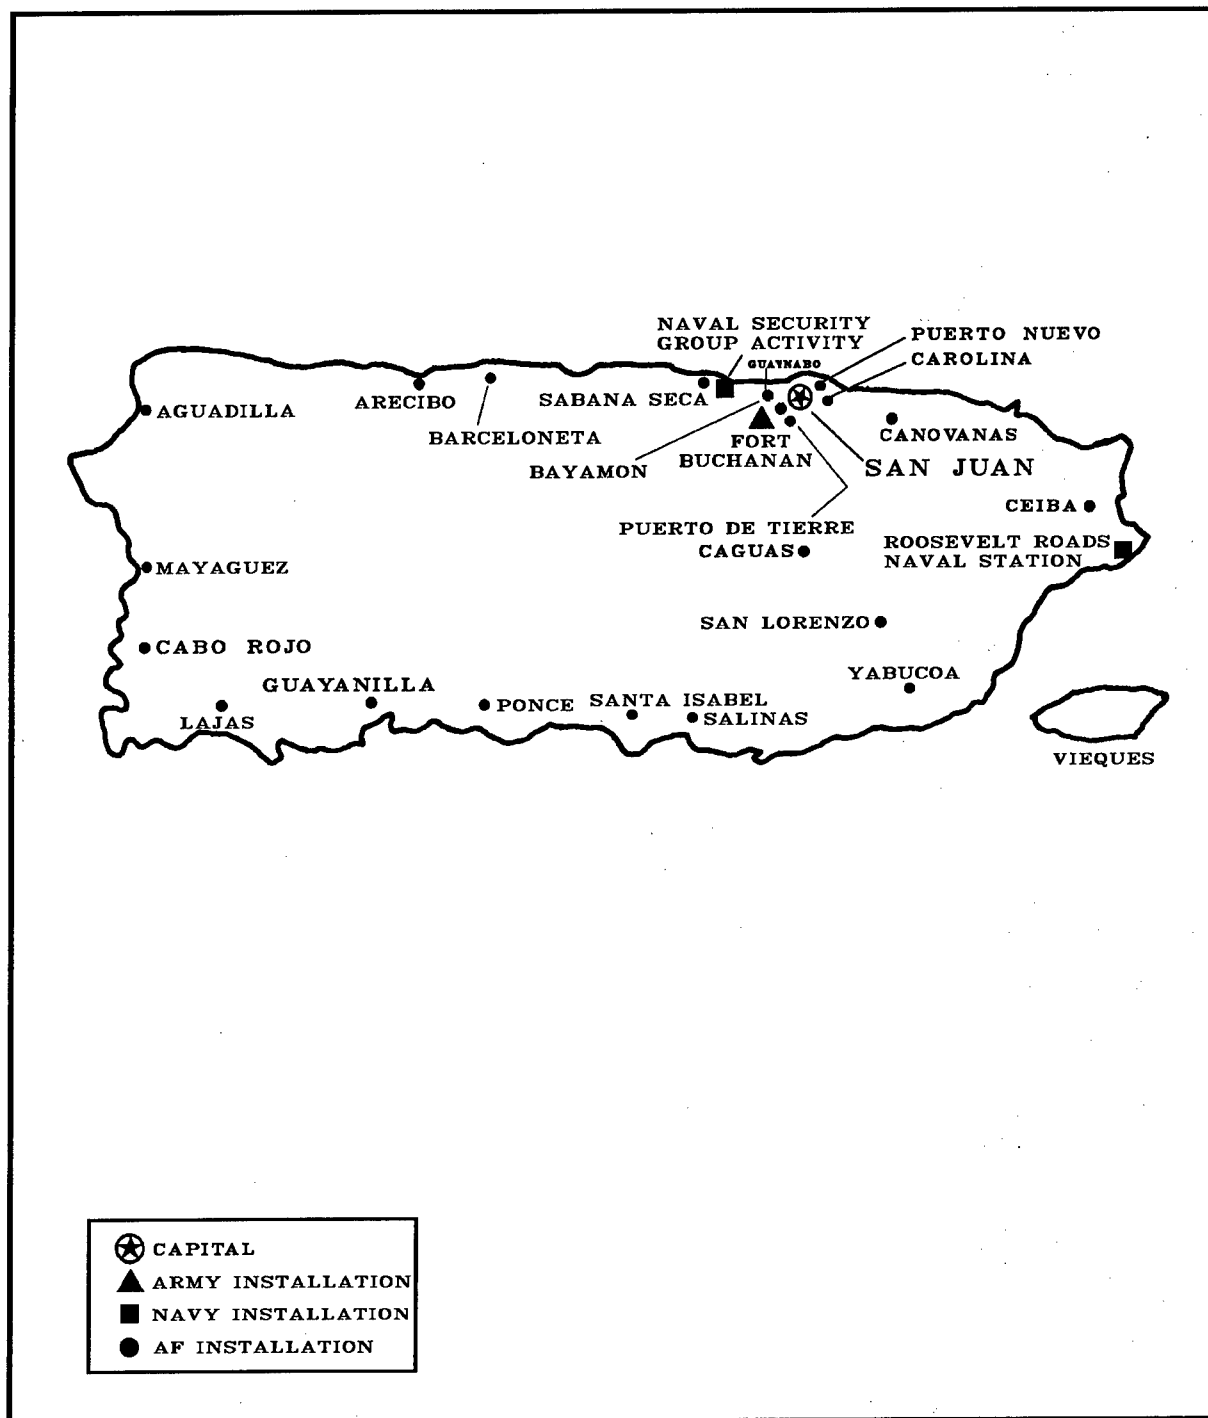 NAVAL SECURITY
GROUP ACTIVITY
PUERTO NUEVO
CAROLINA
GUAYNABO
AGUADILLA
ARECIBO
SABANA SECA
BARCELONETA
CANOVANAS
FORT
BUCHANAN
BAYAMON
SAN JUAN
CEIBA
PUERTO DE TIERRE
CAGUAS
ROOSEVELT ROADS
NAVAL STATION
MAYAGUEZ
SAN LORENZO
CABO ROJO
YABUCOA
GUAYANILLA
PONCE
SANTA ISABEL
SALINAS
LAJAS
VIEQUES
CAPITAL
ARMY INSTALLATION
NAVY INSTALLATION
AF INSTALLATION